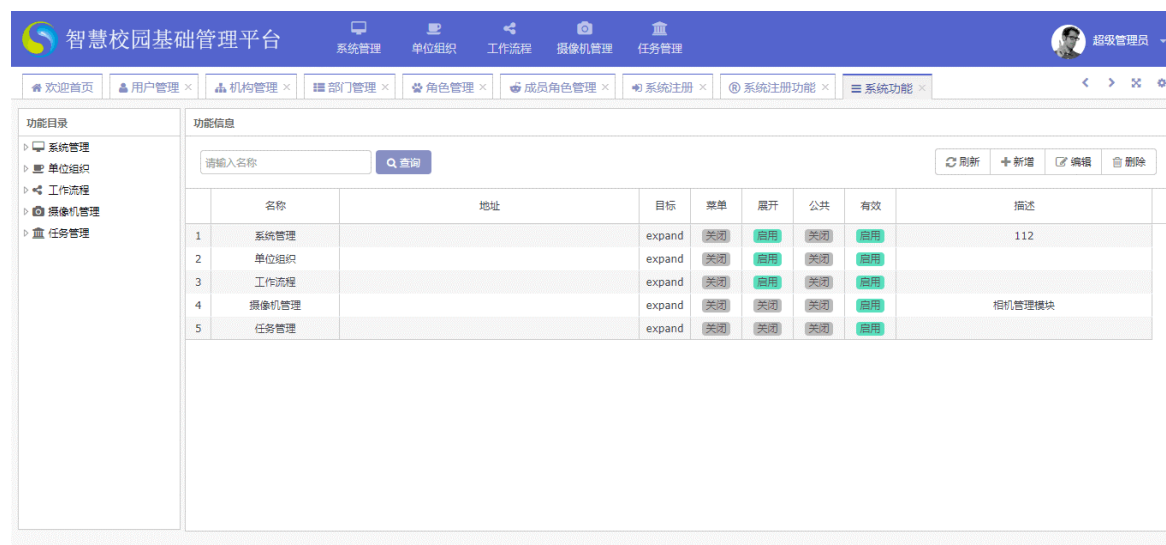 智慧校园基础管理平台
系统管理 单位组织 工作流程 摄像机管理 任务管理
超级管理员
欢迎首页 用户管理 机构管理 部门管理 角色管理 成员角色管理 系统注册 ® 系统注册功能 系统功能
功能目录
系统管理
单位组织
工作流程
摄像机管理
任务管理
功能信息
请输入名称 查询 刷新 新增 编辑 删除
名称 地址 目标 菜单 展开 公共 有效 描述
1 系统管理 expand 关闭 启用 关闭 启用 112
2 单位组织 expand 关闭 启用 关闭 启用
3 工作流程 expand 关闭 启用 关闭 启用
4 摄像机管理 expand 关闭 关闭 关闭 启用 相机管理模块
5 任务管理 expand 关闭 关闭 关闭 启用